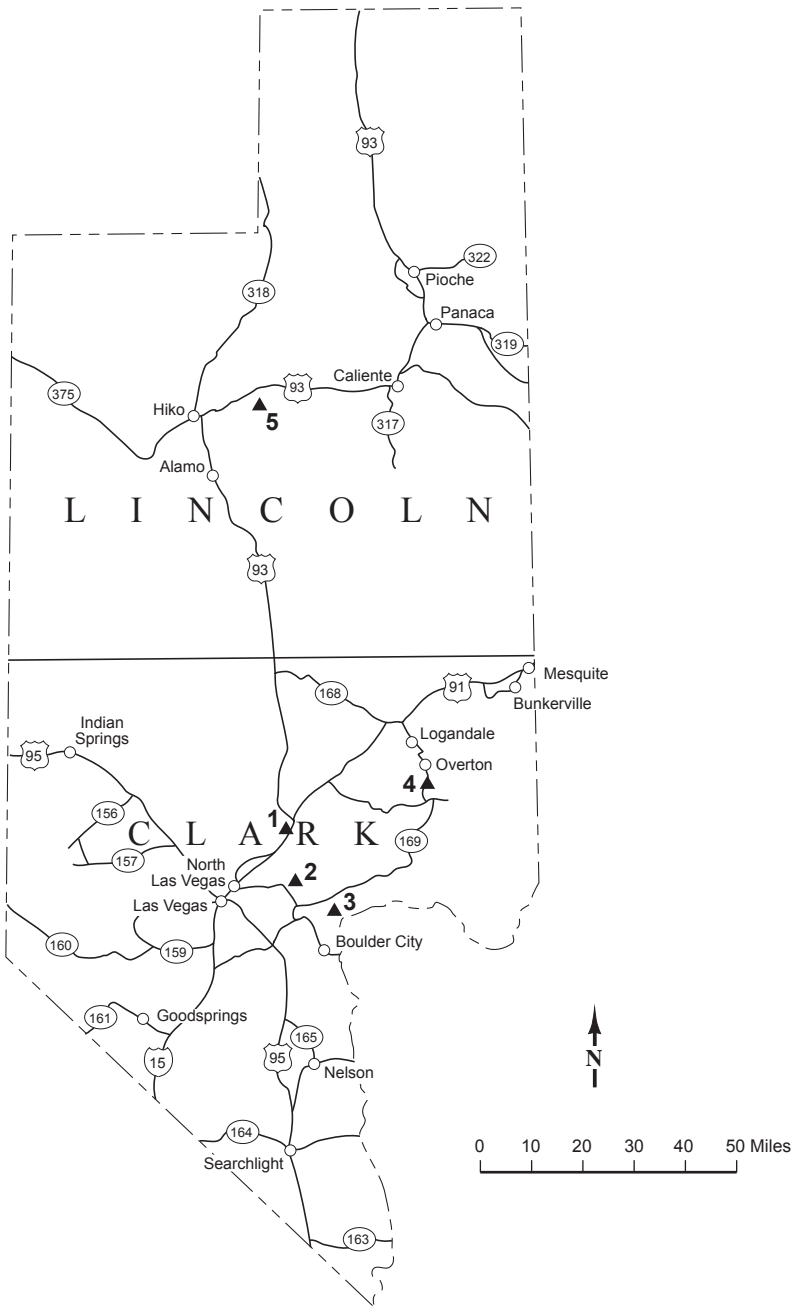 93
322
Pioche
318
Panaca
319
Caliente
93
375
Hiko
5
317
Alamo
LINCOLN
93
Mesquite
168
91
Bunkerville
Indian
Springs
Logandale
95
Overton
4
156
1
CLARK
169
157
North
Las Vegas
2
Las Vegas
3
160
159
Boulder City
161
Goodsprings
165
15
95
Nelson
N
164
Searchlight
0 10 20 30 40 50 Miles
163